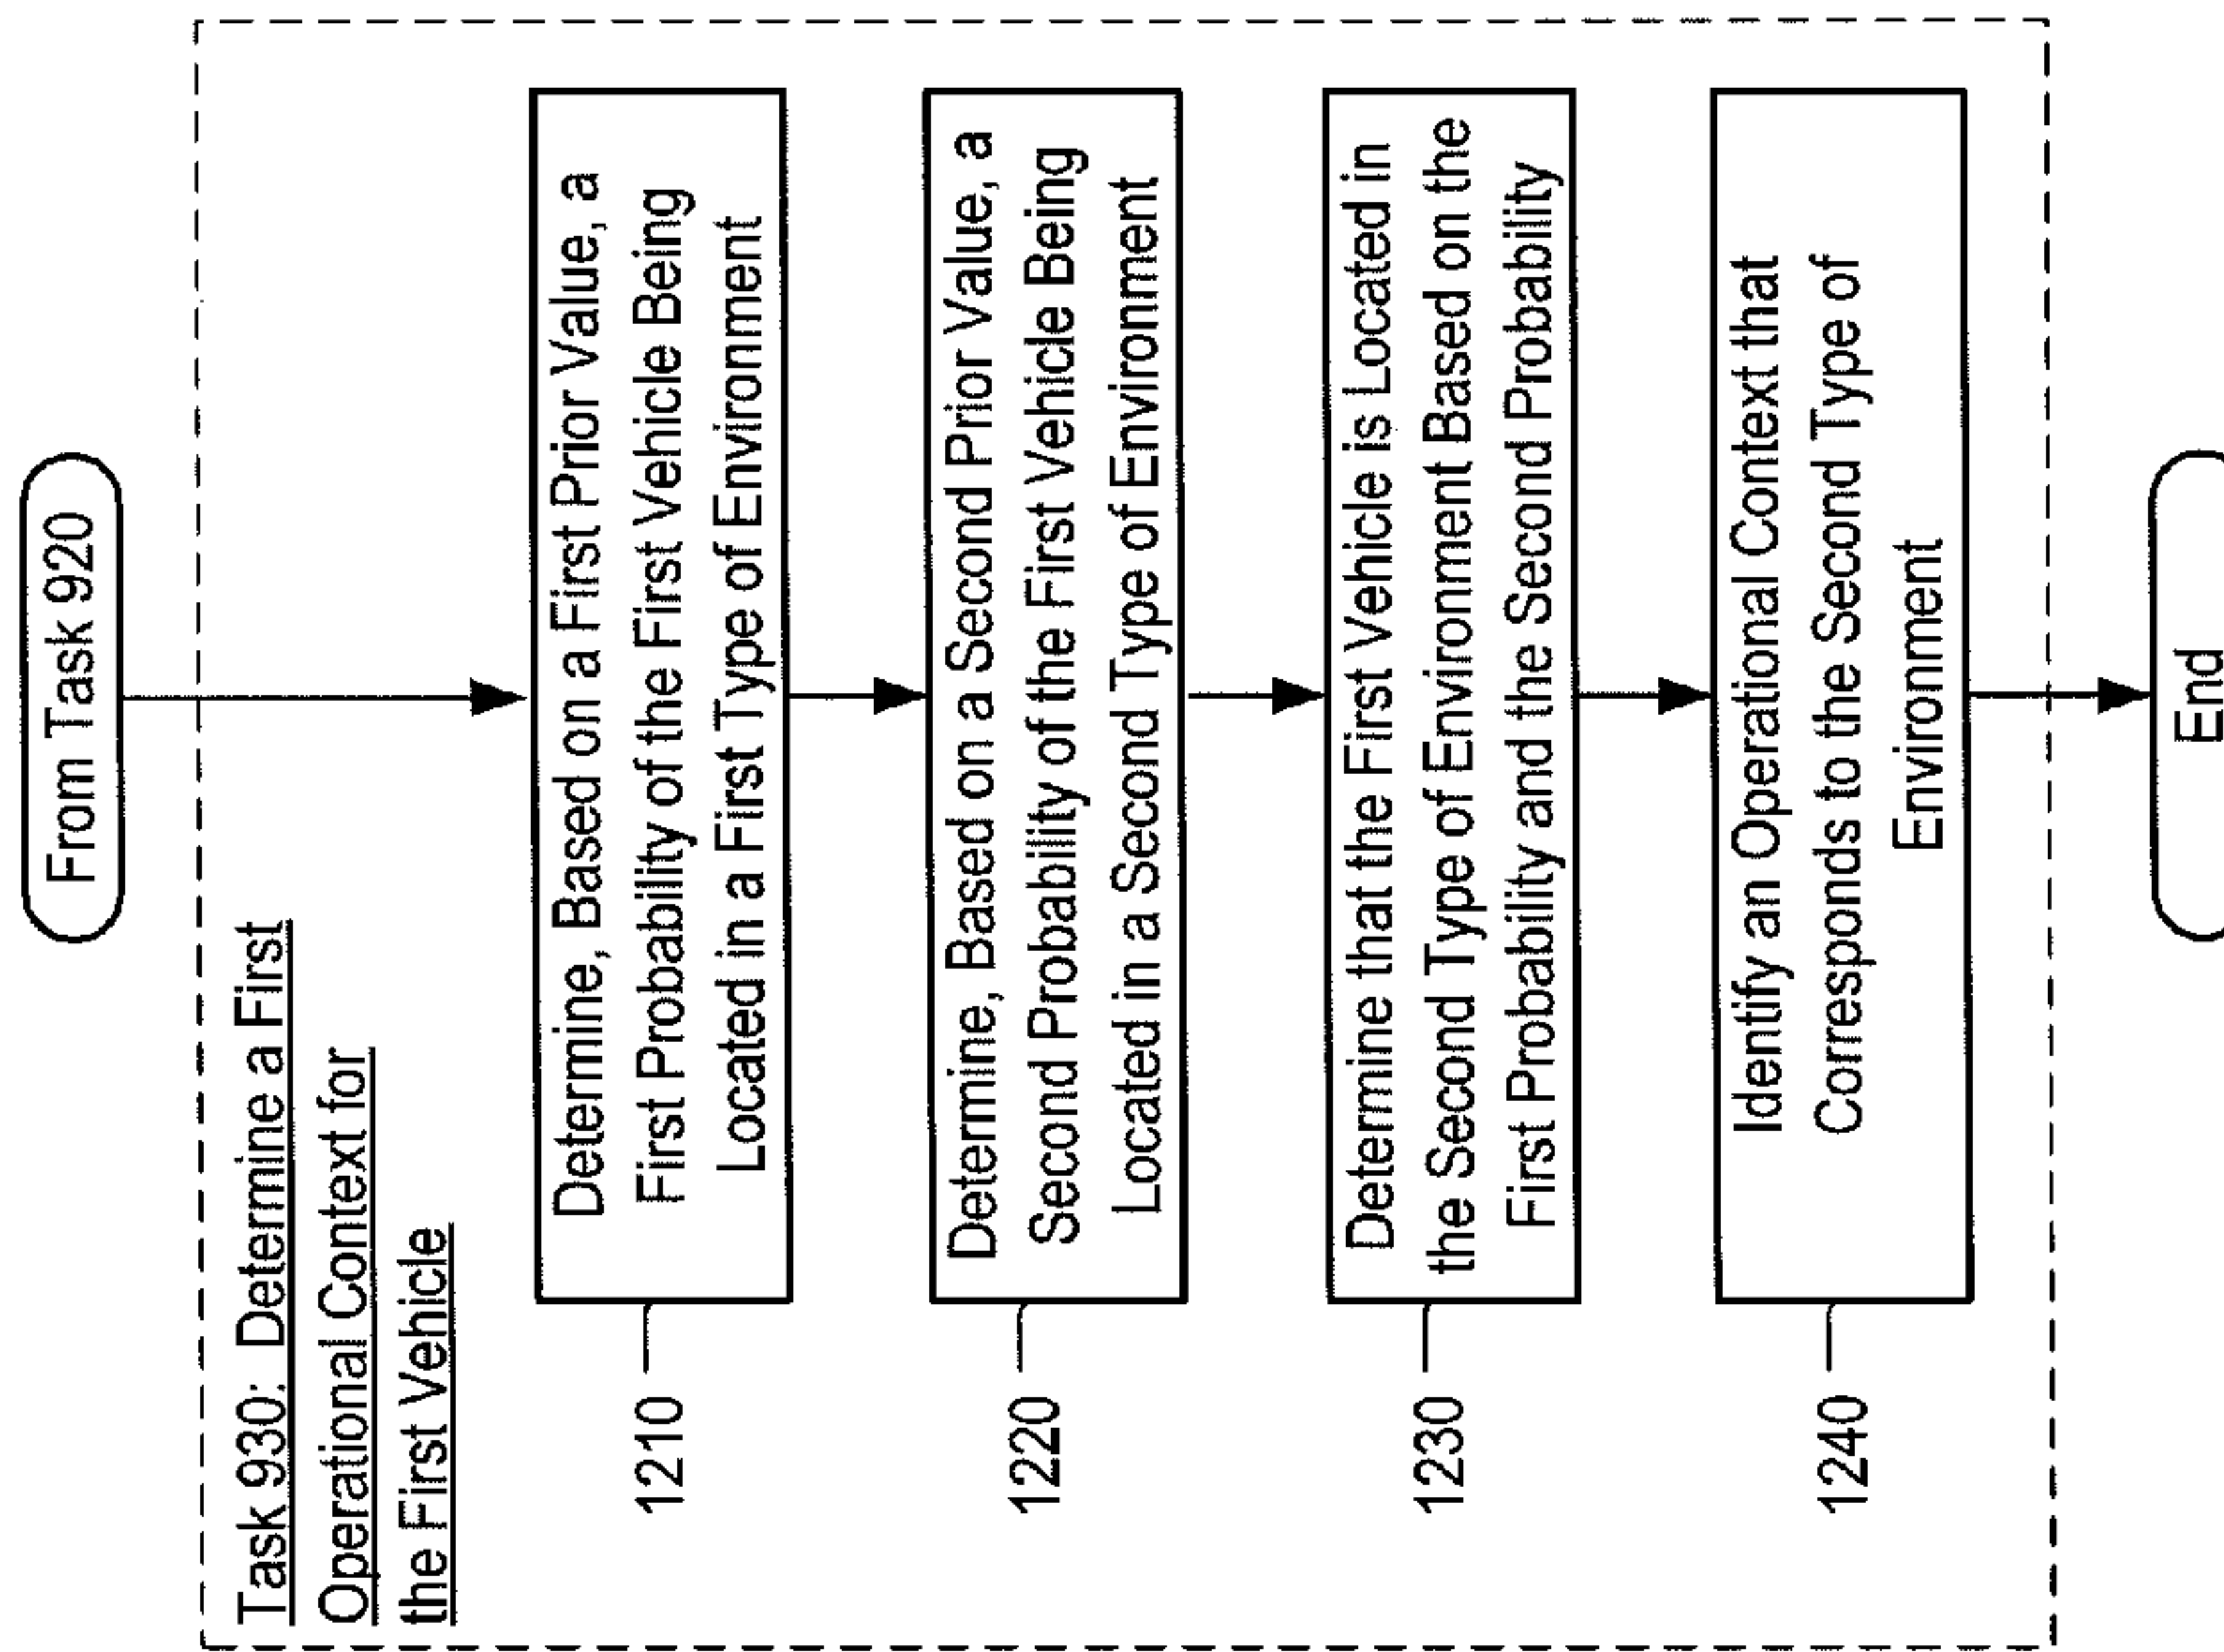 From Task 920
Task 930: Determine a First
Operational Context for
the First Vehicle
1210
Determine, Based on a First Prior Value, a
First Probability of the First Vehicle Being
Located in a First Type of Environment
1220
Determine, Based on a Second Prior Value, a
Second Probability of the First Vehicle Being
Located in a Second Type of Environment
1230
Determine that the First Vehicle is Located in
the Second Type of Environment Based on the
First Probability and the Second Probability
1240
Identify an Operational Context that
Corresponds to the Second Type of
Environment
End